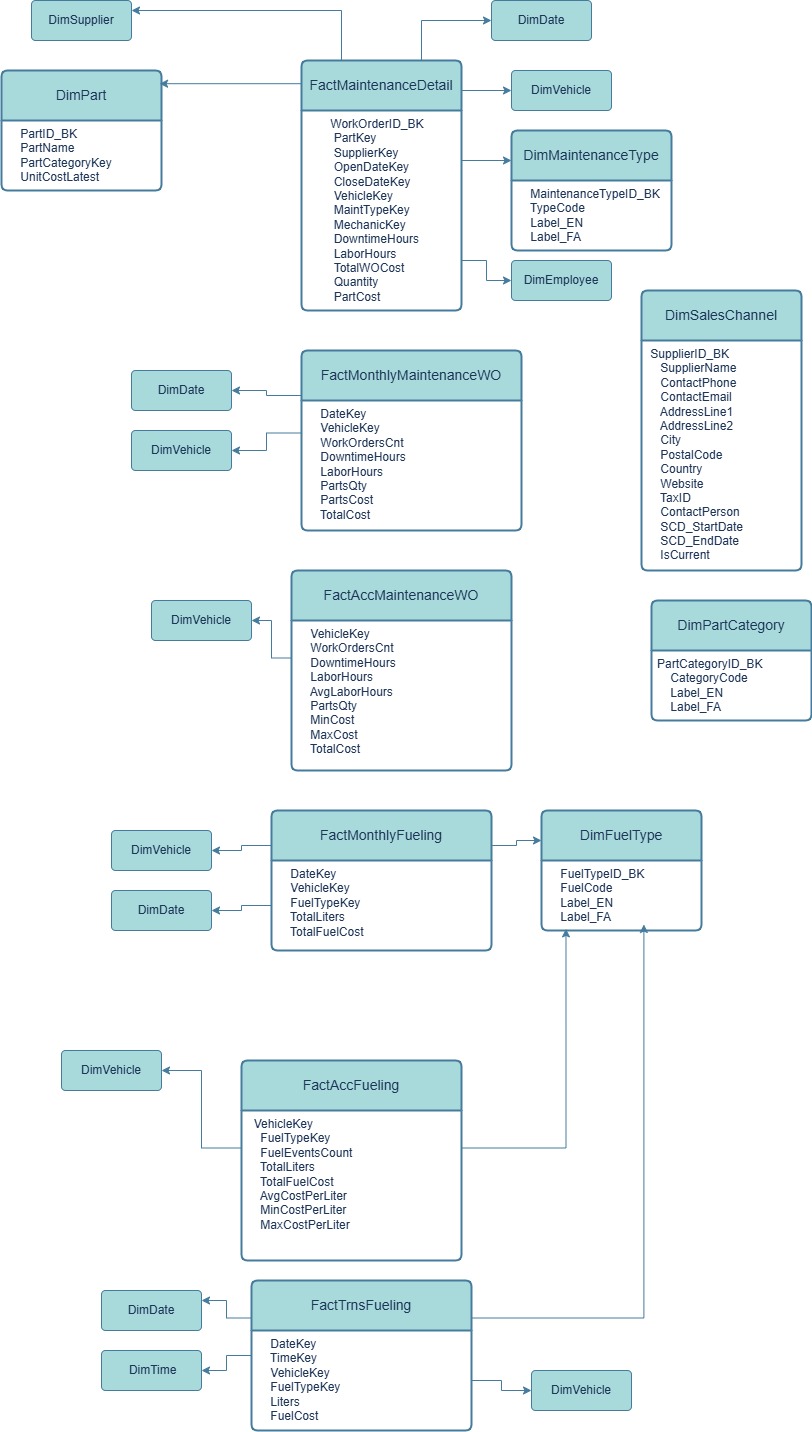 DimSupplier
DimDate
DimPart
PartID_BK
PartName
PartCategoryKey
UnitCostLatest
FactMaintenanceDetail
WorkOrderID_BK
PartKey
SupplierKey
OpenDateKey
CloseDateKey
VehicleKey
MaintTypeKey
MechanicKey
DowntimeHours
LaborHours
TotalWOCost
Quantity
PartCost
DimVehicle
DimMaintenanceType
MaintenanceTypeID_BK
TypeCode
Label_EN
Label_FA
DimEmployee
DimSalesChannel
SupplierID_BK
SupplierName
ContactPhone
ContactEmail
AddressLine1
AddressLine2
City
PostalCode
Country
Website
TaxID
ContactPerson
SCD_StartDate
SCD_EndDate
IsCurrent
DimDate
DimVehicle
FactMonthlyMaintenanceWO
DateKey
VehicleKey
WorkOrdersCnt
DowntimeHours
LaborHours
PartsQty
PartsCost
TotalCost
DimVehicle
FactAccMaintenanceWO
VehicleKey
WorkOrdersCnt
DowntimeHours
LaborHours
AvgLaborHours
PartsQty
MinCost
MaxCost
TotalCost
DimPartCategory
PartCategoryID_BK
CategoryCode
Label_EN
Label_FA
DimVehicle
DimDate
FactMonthlyFueling
DateKey
VehicleKey
FuelTypeKey
TotalLiters
TotalFuelCost
DimFuelType
FuelTypeID_BK
FuelCode
Label_EN
Label_FA
DimVehicle
FactAccFueling
VehicleKey
FuelTypeKey
FuelEventsCount
TotalLiters
TotalFuelCost
AvgCostPerLiter
MinCostPerLiter
MaxCostPerLiter
DimDate
DimTime
FactTrnsFueling
DateKey
TimeKey
VehicleKey
FuelTypeKey
Liters
FuelCost
DimVehicle